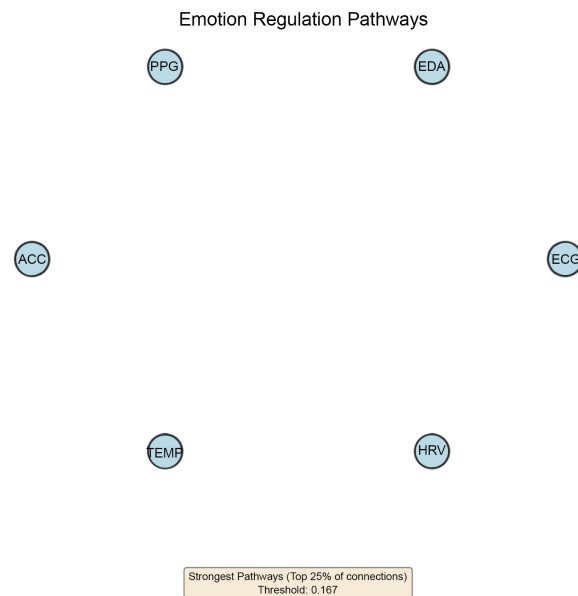 Emotion Regulation Pathways
PPG
EDA
ACC
ECG
TEMP
HRV
Strongest Pathways (Top 25% of connections)
Threshold: 0.167